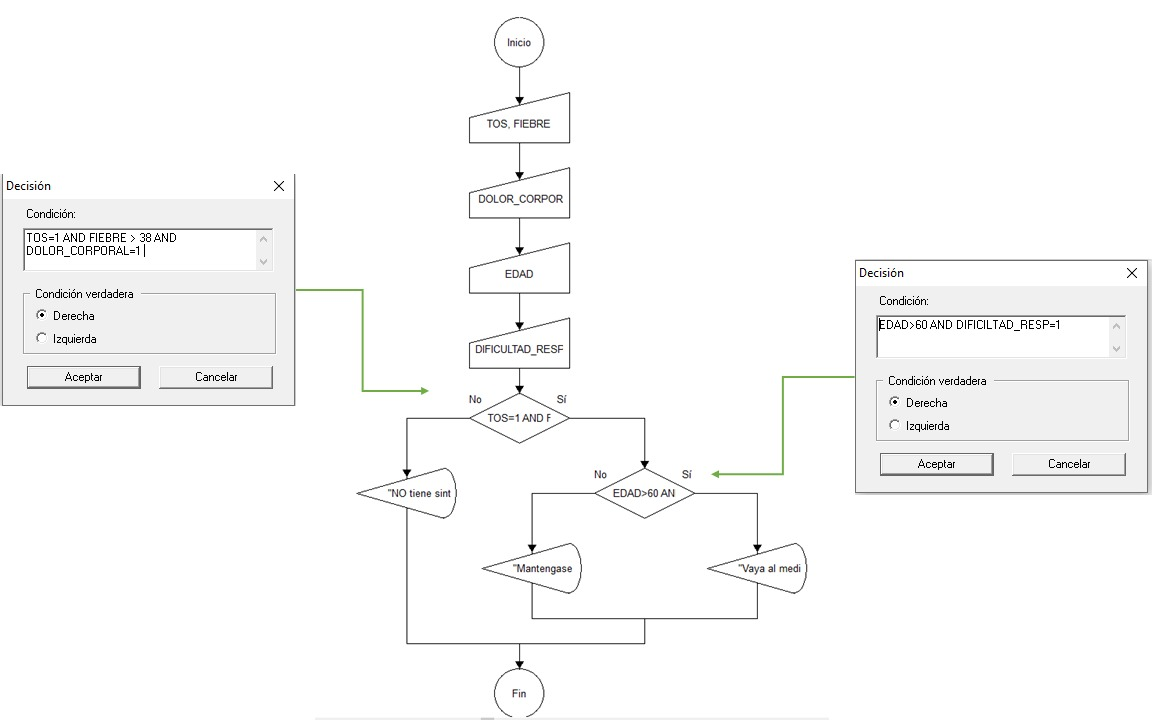 Inicio
TOS, FIEBRE
DOLOR_CORPOR
EDAD
DIFICULTAD_RESF
No
Sí
TOS=1 AND F
"NO tiene sint
No
Sí
EDAD>60 AN
"Mantengase
"Vaya al medi
Fin
Decisión
Condición:
TOS=1 AND FIEBRE > 38 AND
DOLOR_CORPORAL=1
Condición verdadera
Derecha
Izquierda
Aceptar
Cancelar
Decisión
Condición:
EDAD>60 AND DIFICILTAD_RESP=1
Condición verdadera
Derecha
Izquierda
Aceptar
Cancelar